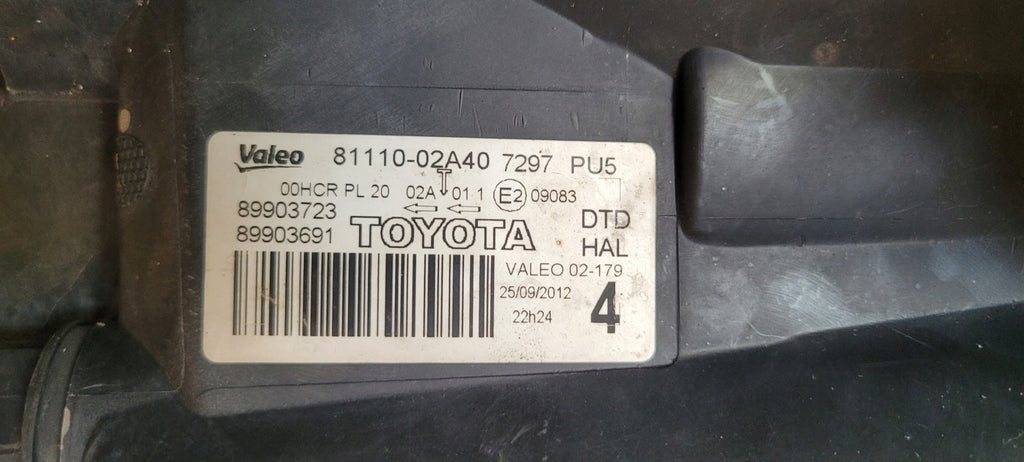 Valeo 81110-02A40 7297 PU5
00HCR PL 20 02A 01 1 E2 09083
89903723 DTD
89903691 TOYOTA HAL
VALEO 02-179
25/09/2012 4
22h24